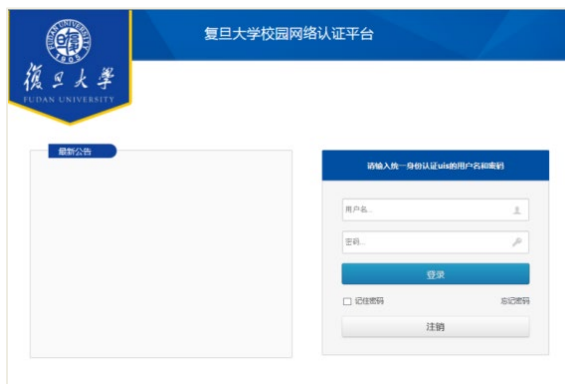 復旦大學
FUDAN UNIVERSITY
复旦大学校园网络认证平台
最新公告
请输入统一身份认证uis的用户名和密码
用户名...
密码...
登录
记住密码
忘记密码
注销